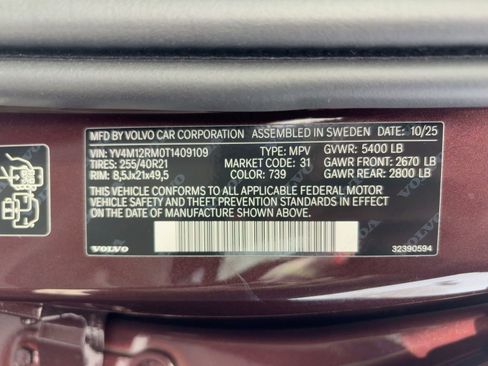 MFD BY VOLVO CAR CORPORATION ASSEMBLED IN SWEDEN 10/25
VIN: YV4M12RM0T1409109 TYPE: MPV GVWR: 5400 LB
TIRES: 255/40R21 MARKET CODE: 31 GAWR FRONT: 2670 LB
RIM: 8,5Jx21x49,5 COLOR: 739 GAWR REAR: 2800 LB
THIS VEHICLE CONFORMS TO ALL APPLICABLE FEDERAL MOTOR
VEHICLE SAFETY AND THEFT PREVENTION STANDARDS IN EFFECT
ON THE DATE OF MANUFACTURE SHOWN ABOVE.
VOLVO 32390594